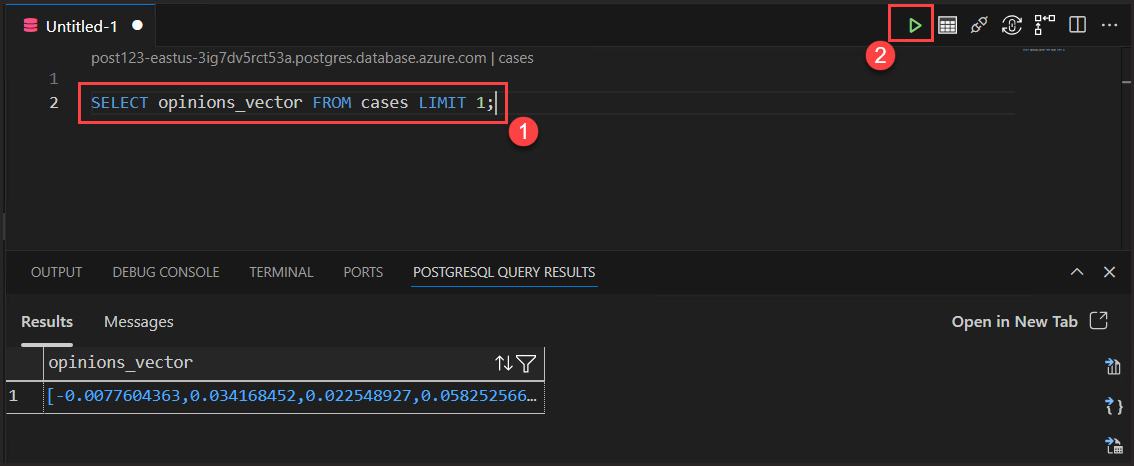 Untitled-1
post123-eastus-3ig7dv5rct53a.postgres.database.azure.com | cases
1
2 SELECT opinions_vector FROM cases LIMIT 1;
1
2
OUTPUT DEBUG CONSOLE TERMINAL PORTS POSTGRESQL QUERY RESULTS
Results Messages Open in New Tab
opinions_vector
1 [-0.0077604363,0.034168452,0.022548927,0.058252566…